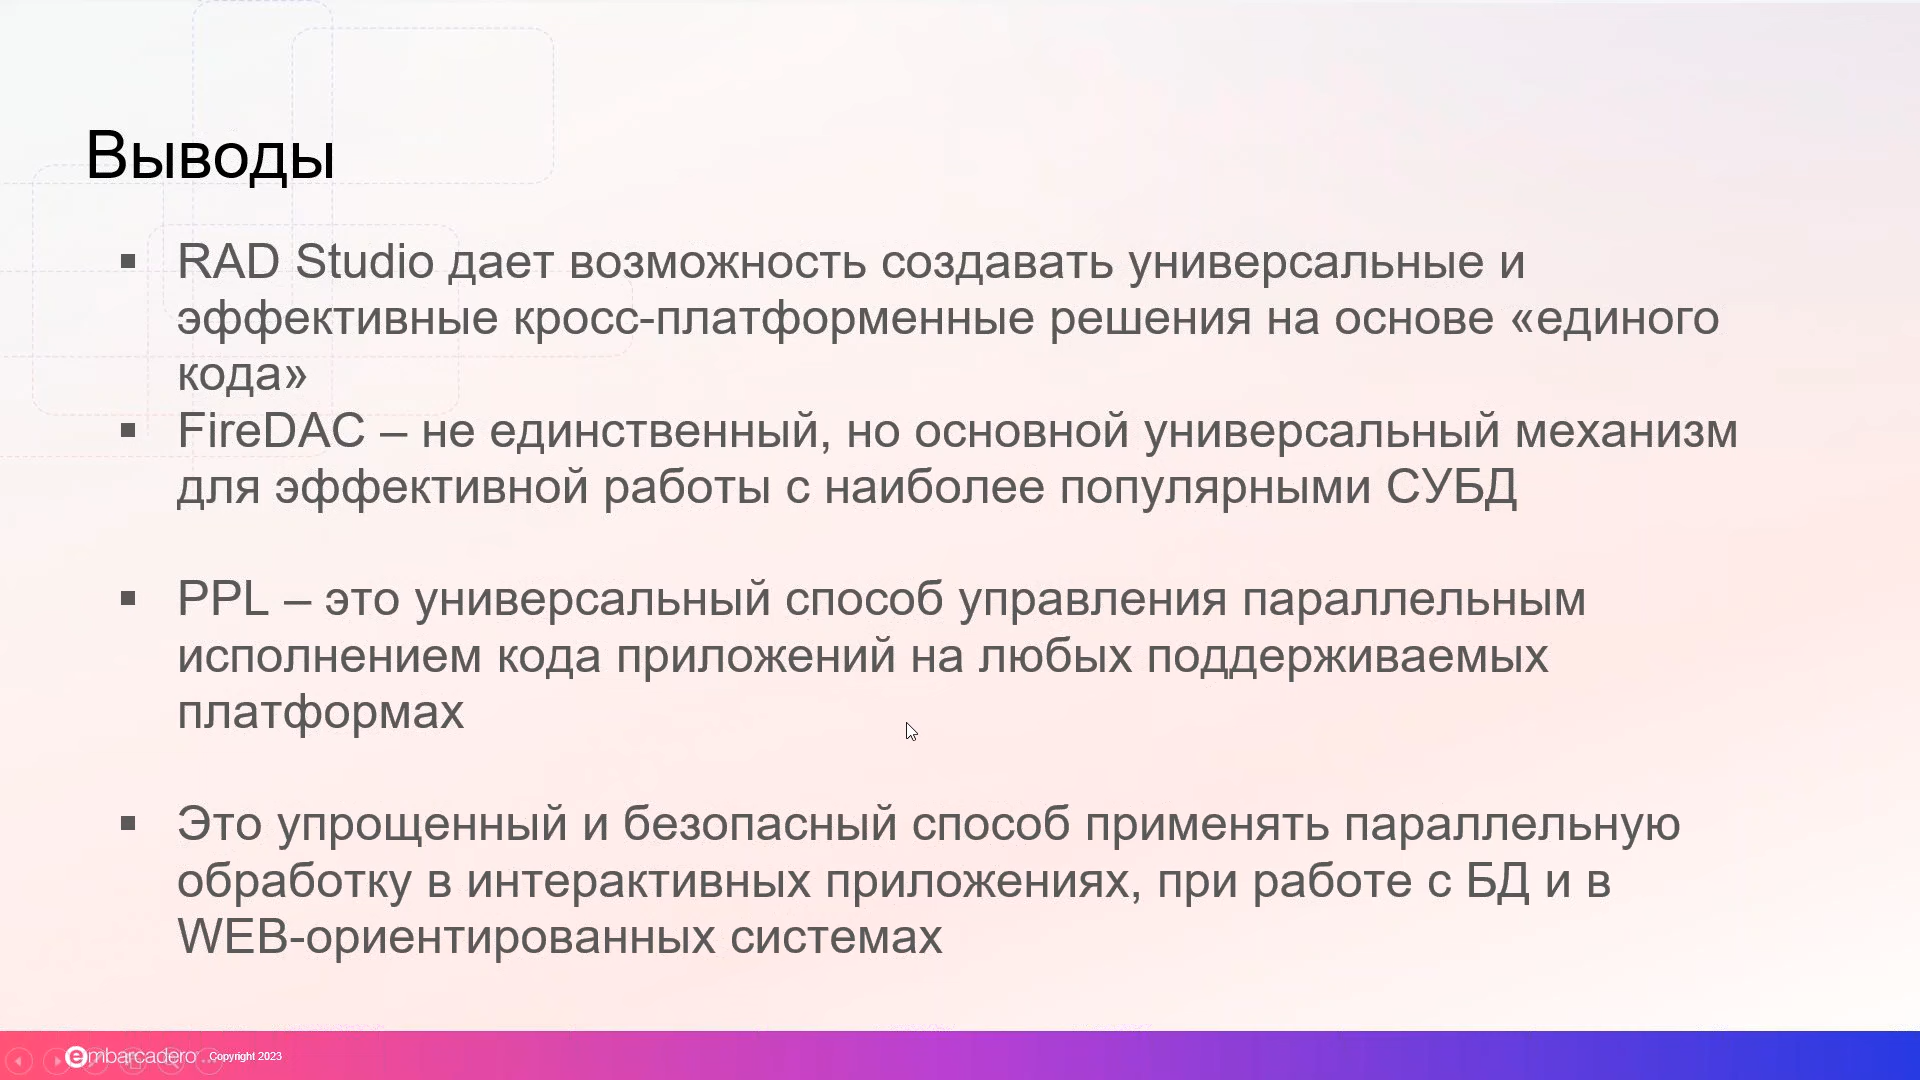 Выводы
▪ RAD Studio дает возможность создавать универсальные и
эффективные кросс-платформенные решения на основе «единого
кода»
▪ FireDAC – не единственный, но основной универсальный механизм
для эффективной работы с наиболее популярными СУБД
▪ PPL – это универсальный способ управления параллельным
исполнением кода приложений на любых поддерживаемых
платформах
▪ Это упрощенный и безопасный способ применять параллельную
обработку в интерактивных приложениях, при работе с БД и в
WEB-ориентированных системах
embarcadero Copyright 2023